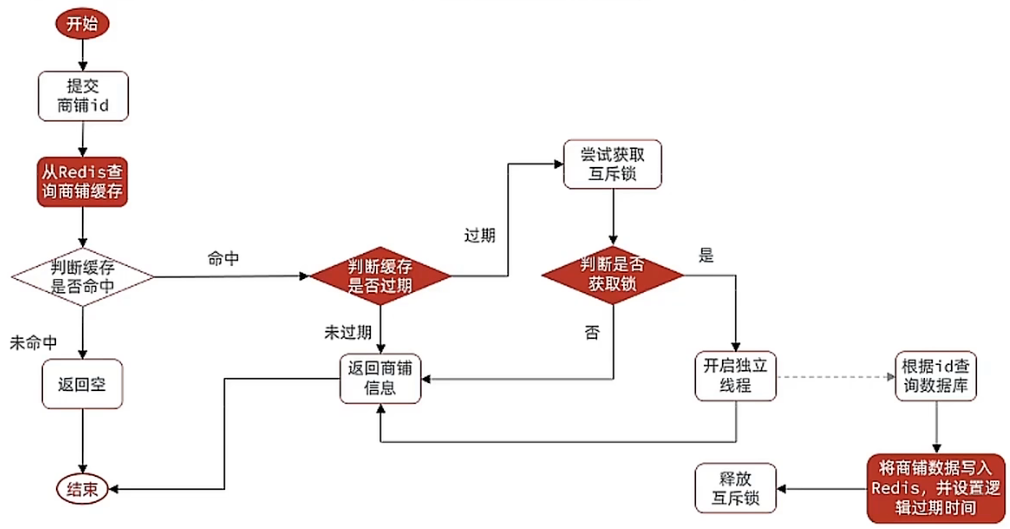 开始
提交
商铺id
从Redis查
询商铺缓存
判断缓存
是否命中
命中
未命中
返回空
结束
判断缓存
是否过期
过期
未过期
返回商铺
信息
尝试获取
互斥锁
判断是否
获取锁
是
否
开启独立
线程
根据id查
询数据库
将商铺数据写入
Redis，并设置逻
辑过期时间
释放
互斥锁